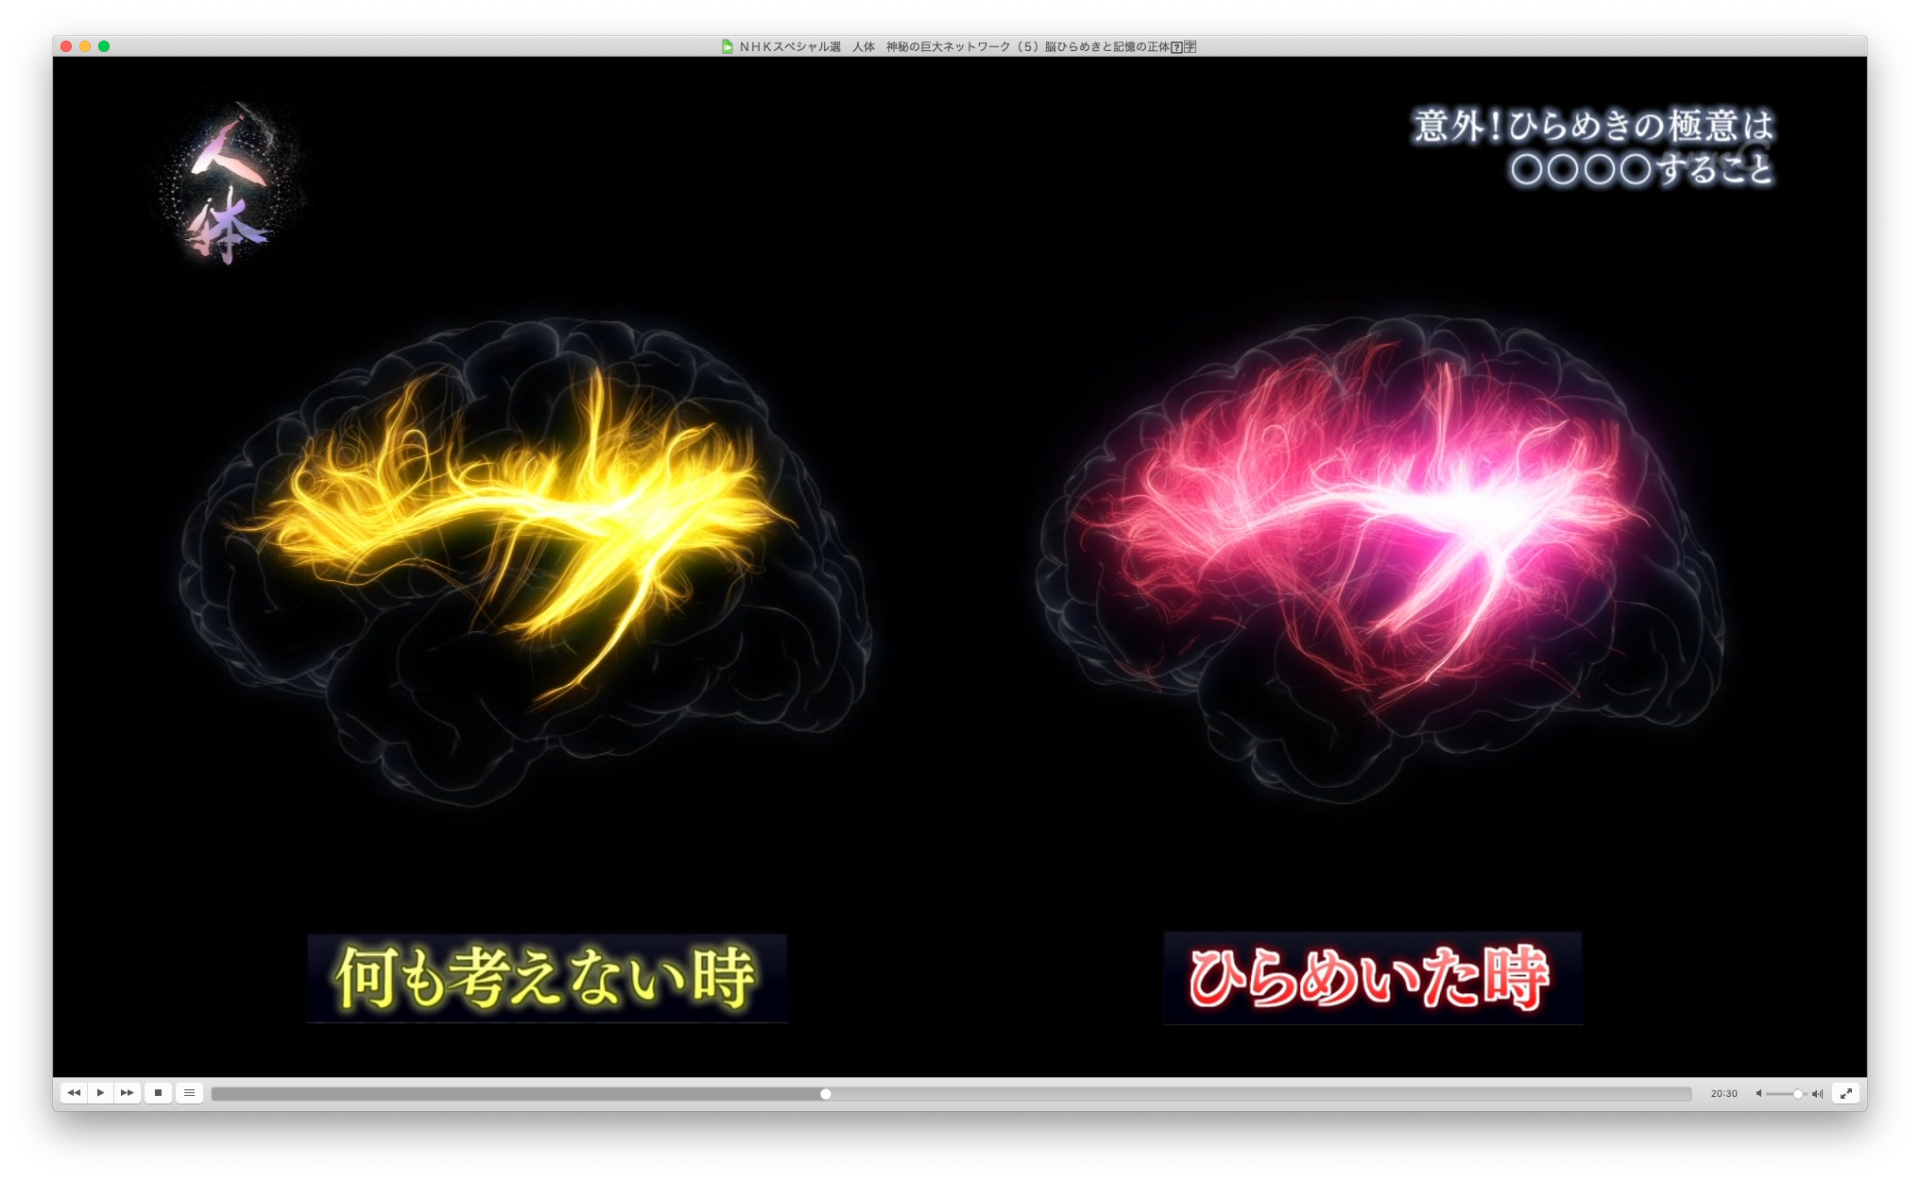 NHKスペシャル選 人体 神秘の巨大ネットワーク(5)脳ひらめきと記憶の正体🈖🈑
人体
意外!ひらめきの極意は
○○○○すること
何も考えない時
ひらめいた時
20:30